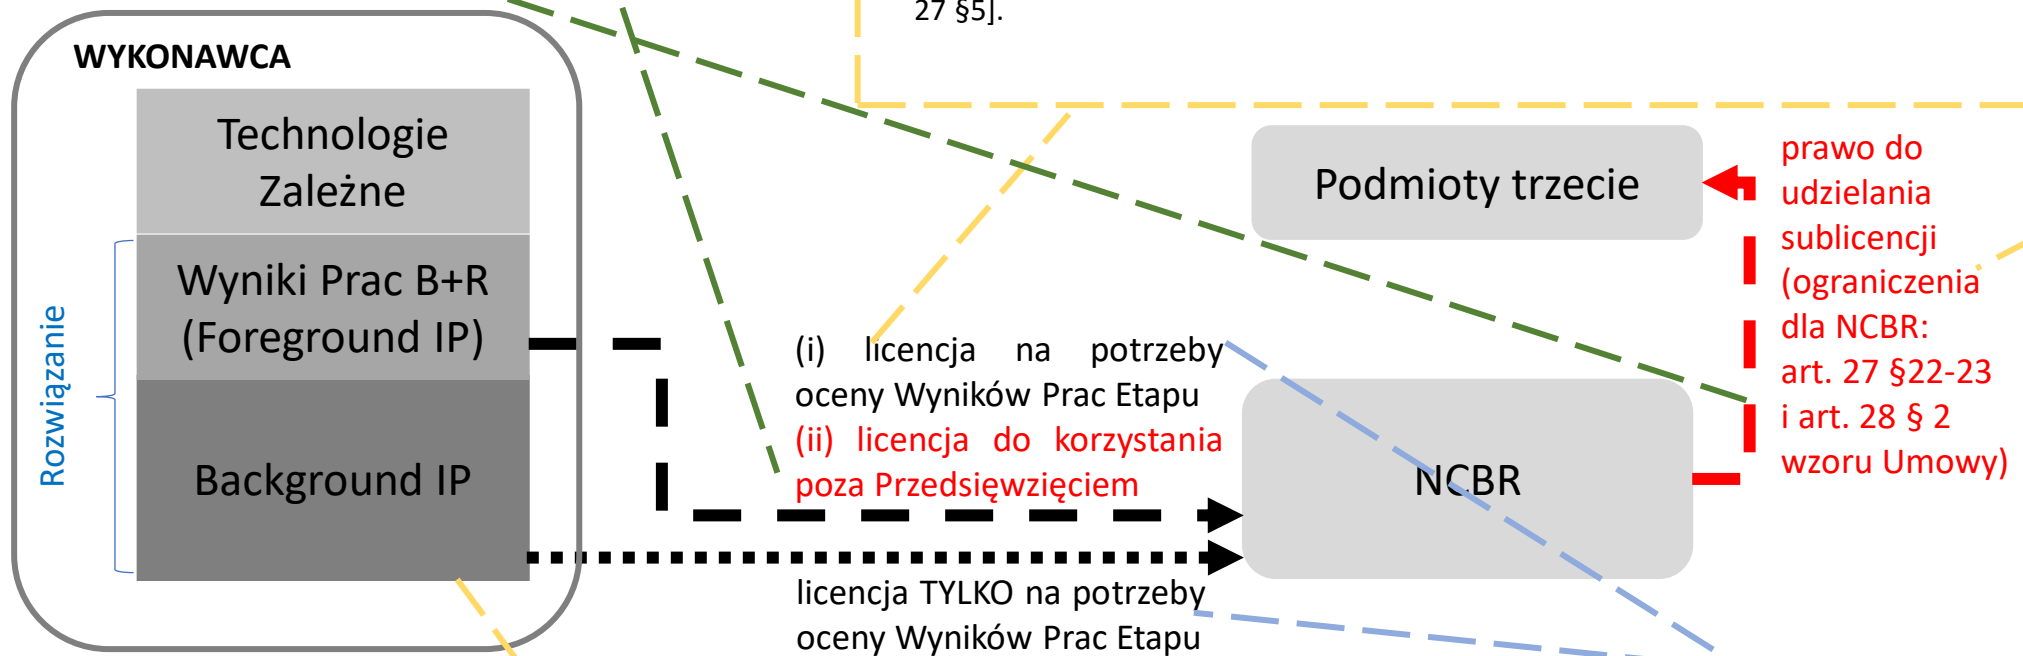 27 §5].
WYKONAWCA
Technologie
Zależne
Wyniki Prac B+R
(Foreground IP)
Background IP
Rozwiązanie
(i) licencja na potrzeby
oceny Wyników Prac Etapu
(ii) licencja do korzystania
poza Przedsięwzięciem
licencja TYLKO na potrzeby
oceny Wyników Prac Etapu
Podmioty trzecie
NCBR
prawo do
udzielania
sublicencji
(ograniczenia
dla NCBR:
art. 27 §22-23
i art. 28 § 2
wzoru Umowy)